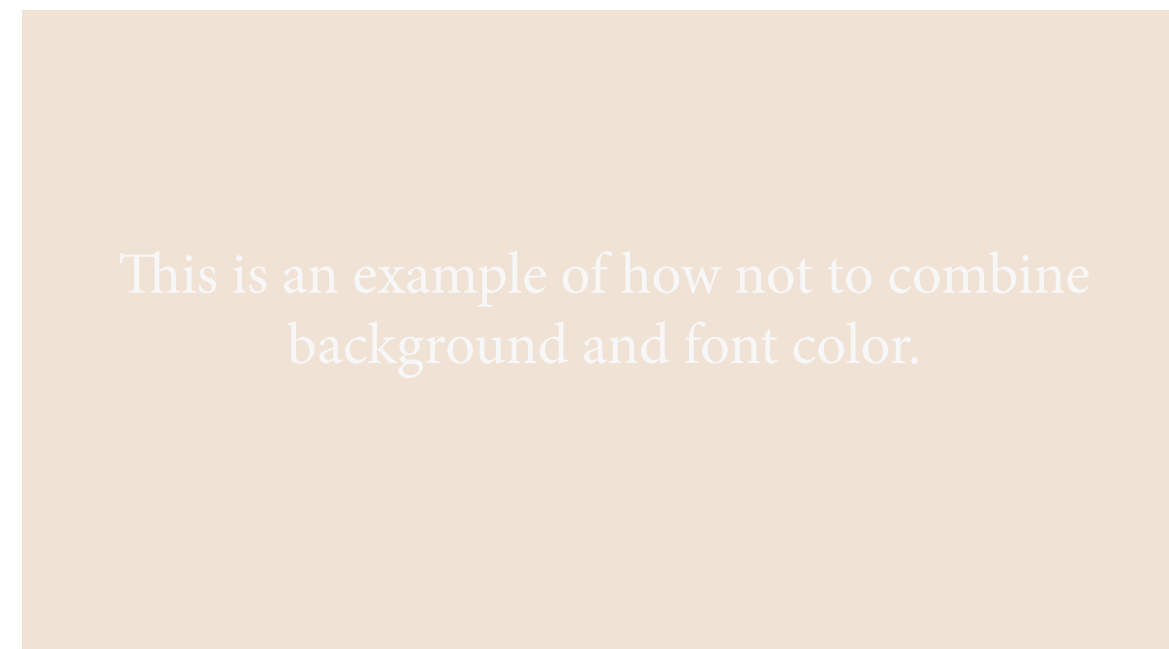 This is an example of how not to combine
background and font color.